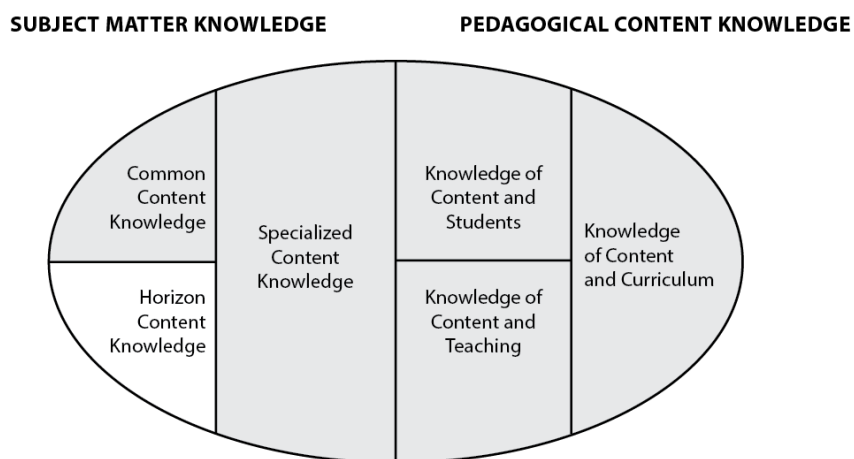 SUBJECT MATTER KNOWLEDGE
PEDAGOGICAL CONTENT KNOWLEDGE
Common
Content
Knowledge
Horizon
Content
Knowledge
Specialized
Content
Knowledge
Knowledge of
Content and
Students
Knowledge of
Content and
Teaching
Knowledge
of Content
and Curriculum